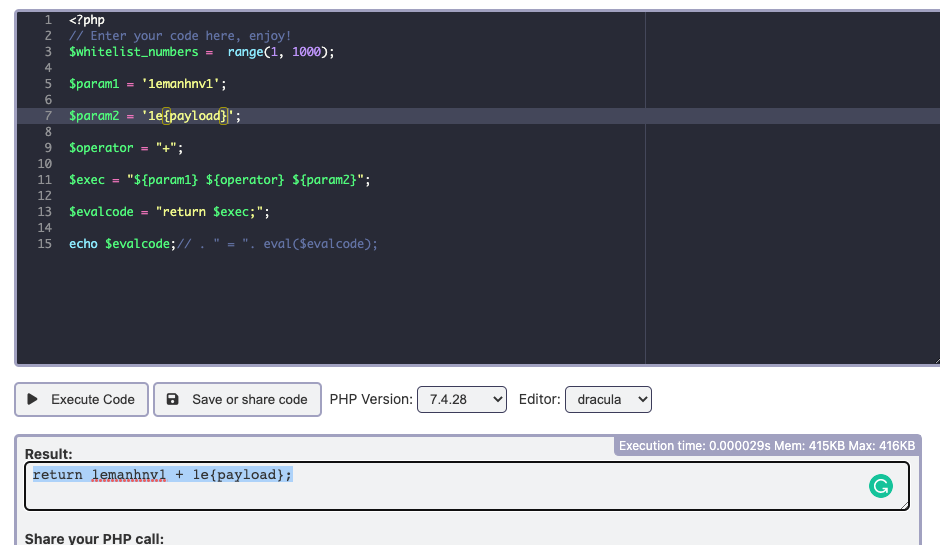 1 <?php
2 // Enter your code here, enjoy!
3 $whitelist_numbers = range(1, 1000);
4
5 $param1 = '1emanhnv1';
6
7 $param2 = '1e{payload}';
8
9 $operator = "+";
10
11 $exec = "${param1} ${operator} ${param2}";
12
13 $evalcode = "return $exec;";
14
15 echo $evalcode;// . " = ". eval($evalcode);
Execute Code Save or share code PHP Version: 7.4.28 Editor: dracula
Execution time: 0.000029s Mem: 415KB Max: 416KB
Result:
return 1emanhnv1 + 1e{payload};
Share your PHP call: